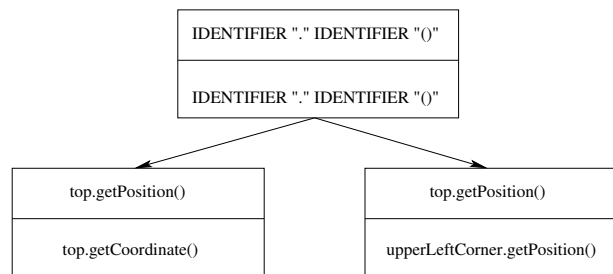 IDENTIFIER "." IDENTIFIER "()"
IDENTIFIER "." IDENTIFIER "()"
top.getPosition()
top.getCoordinate()
top.getPosition()
upperLeftCorner.getPosition()